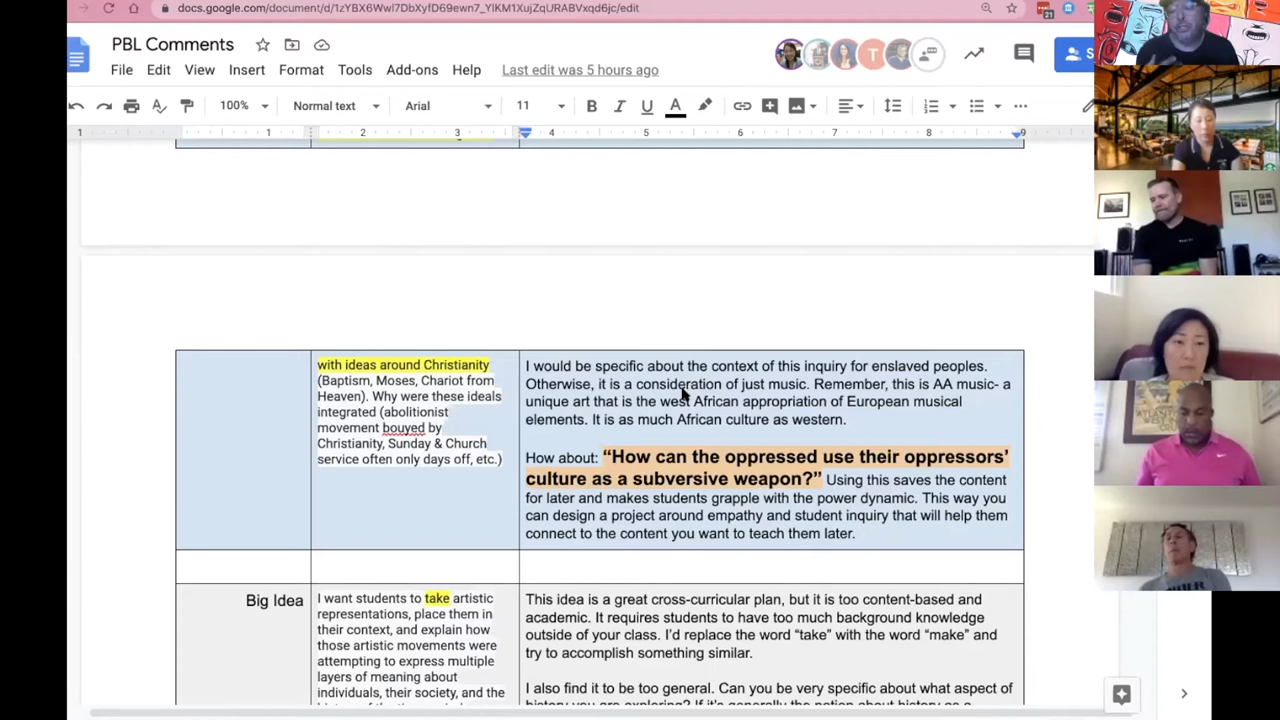 docs.google.com/document/d/1zYBX6WwI7DbXyfD69ewn7_YlKM1XujZqURABVxqd6jc/edit
21
PBL Comments
File Edit View Insert Format Tools Add-ons Help Last edit was 5 hours ago
T
S
100% Normal text Arial 11
1 1 2 3 4 5 6 7 8 9
with ideas around Christianity
(Baptism, Moses, Chariot from
Heaven). Why were these ideals
integrated (abolitionist
movement bouyed by
Christianity, Sunday & Church
service often only days off, etc.)
I would be specific about the context of this inquiry for enslaved peoples.
Otherwise, it is a consideration of just music. Remember, this is AA music- a
unique art that is the west African appropriation of European musical
elements. It is as much African culture as western.
How about: “How can the oppressed use their oppressors’
culture as a subversive weapon?” Using this saves the content
for later and makes students grapple with the power dynamic. This way you
can design a project around empathy and student inquiry that will help them
connect to the content you want to teach them later.
Big Idea
I want students to take artistic
representations, place them in
their context, and explain how
those artistic movements were
attempting to express multiple
layers of meaning about
individuals, their society, and the
This idea is a great cross-curricular plan, but it is too content-based and
academic. It requires students to have too much background knowledge
outside of your class. I’d replace the word “take” with the word “make” and
try to accomplish something similar.
I also find it to be too general. Can you be very specific about what aspect of